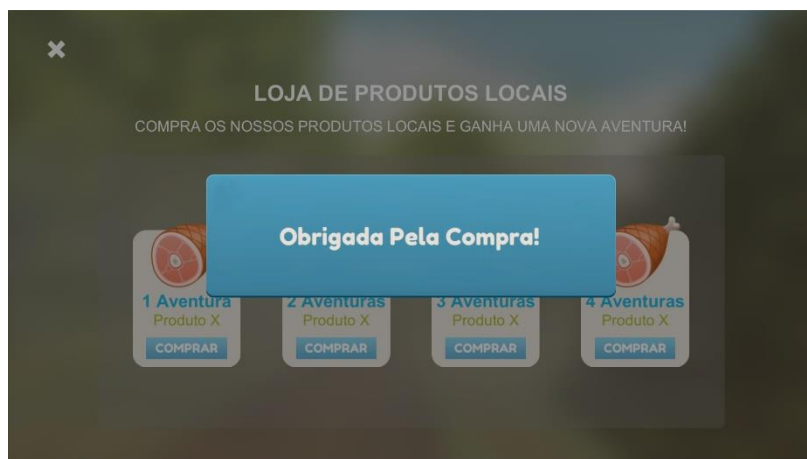 LOJA DE PRODUTOS LOCAIS
COMPRA OS NOSSOS PRODUTOS LOCAIS E GANHA UMA NOVA AVENTURA!
Obrigada Pela Compra!
1 Aventura 2 Aventuras 3 Aventuras 4 Aventuras
Produto X Produto X Produto X Produto X
COMPRAR COMPRAR COMPRAR COMPRAR